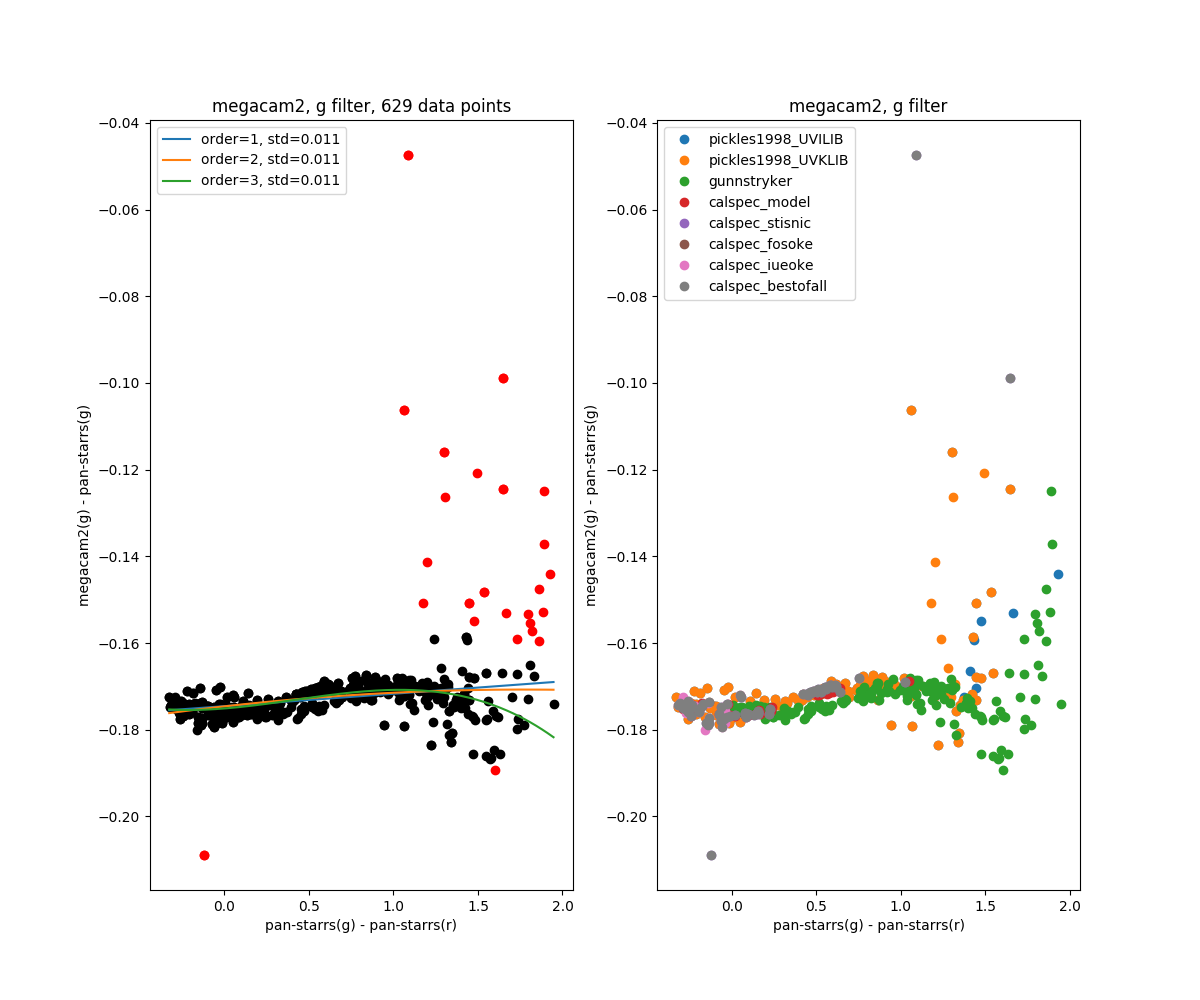 megacam2, g filter, 629 data points
order=1, std=0.011
order=2, std=0.011
order=3, std=0.011
−0.04
−0.06
−0.08
−0.10
−0.12
−0.14
−0.16
−0.18
−0.20
megacam2(g) - pan-starrs(g)
0.0 0.5 1.0 1.5 2.0
pan-starrs(g) - pan-starrs(r)
megacam2, g filter
pickles1998_UVILIB
pickles1998_UVKLIB
gunnstryker
calspec_model
calspec_stisnic
calspec_fosoke
calspec_iueoke
calspec_bestofall
−0.04
−0.06
−0.08
−0.10
−0.12
−0.14
−0.16
−0.18
−0.20
megacam2(g) - pan-starrs(g)
0.0 0.5 1.0 1.5 2.0
pan-starrs(g) - pan-starrs(r)